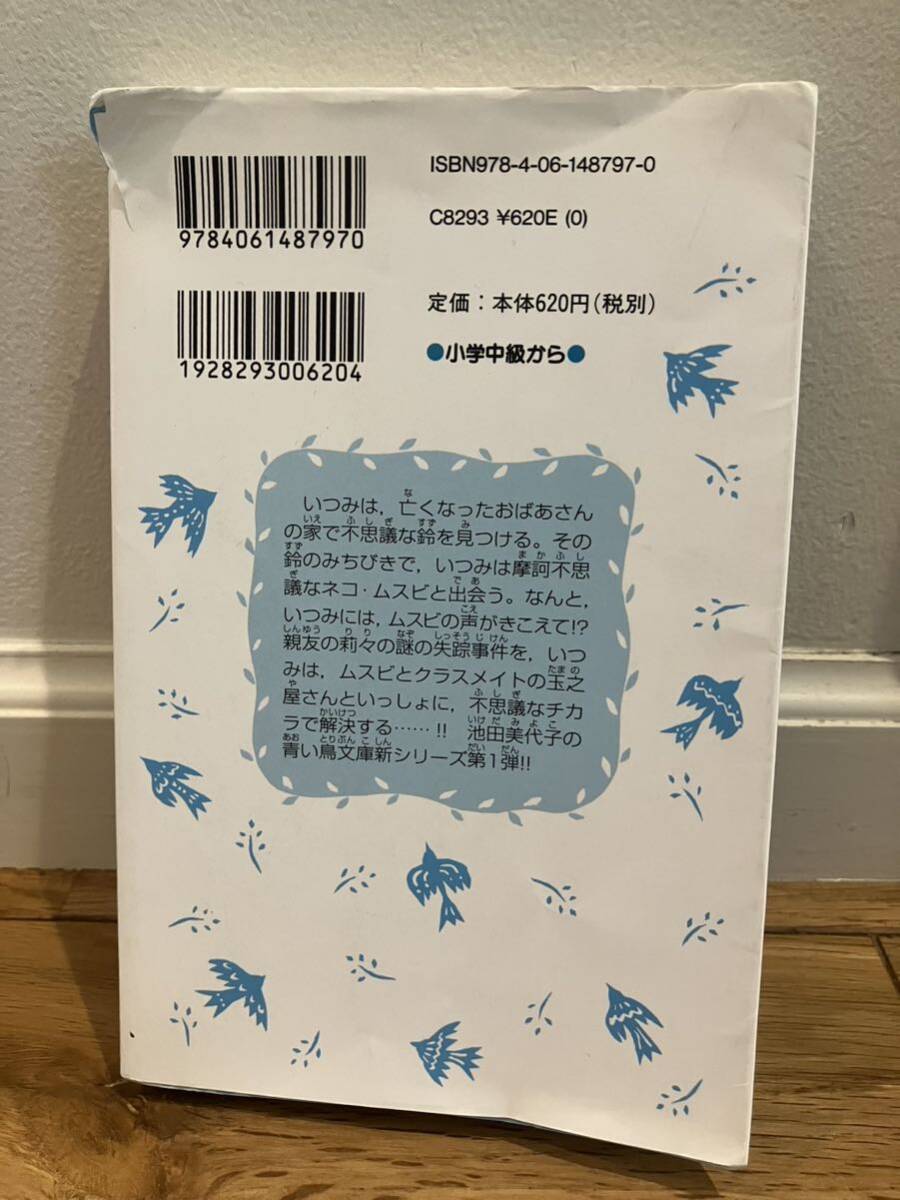 ISBN978-4-06-148797-0
9784061487970
C8293 ¥620E (0)
1928293006204
定価：本体620円(税別)
●小学中級から●
いつみは，亡くなったおばあさん
の家で不思議な鈴を見つける。その
鈴のみちびきで，いつみは摩訶不思
議なネコ・ムスビと出会う。なんと，
いつみには，ムスビの声がきこえて!?
親友の莉々の謎の失踪事件を，いつ
みは，ムスビとクラスメイトの玉之
屋さんといっしょに，不思議なチカ
ラで解決する……!! 池田美代子の
青い鳥文庫新シリーズ第1弾!!